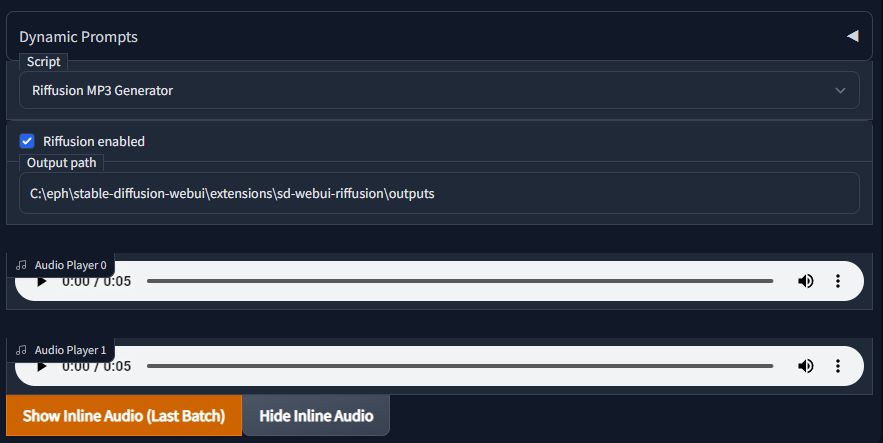 Dynamic Prompts
Script
Riffusion MP3 Generator
Riffusion enabled
Output path
C:\eph\stable-diffusion-webui\extensions\sd-webui-riffusion\outputs
Audio Player 0
0:00 / 0:05
Audio Player 1
0:00 / 0:05
Show Inline Audio (Last Batch) Hide Inline Audio